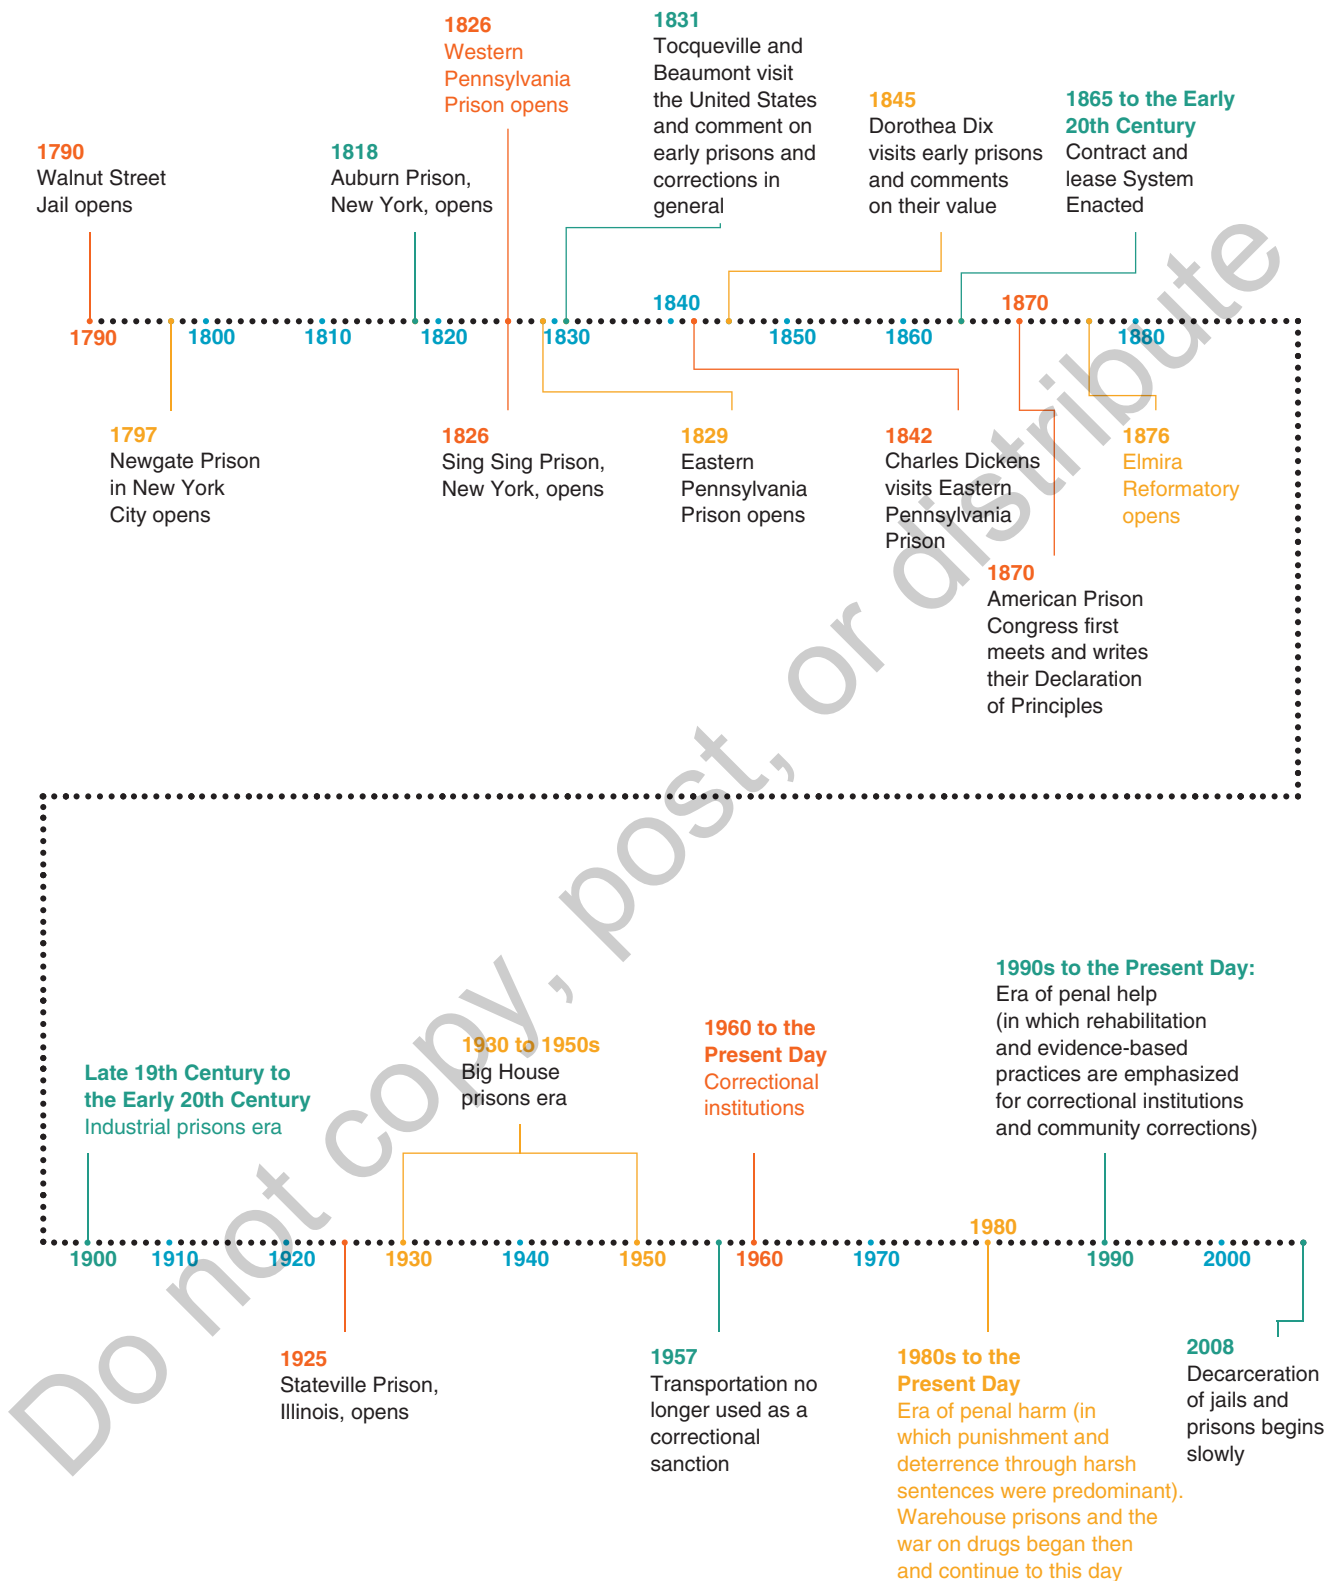 1826
Western
Pennsylvania
Prison opens
1831
Tocqueville and
Beaumont visit
the United States
and comment on
early prisons and
corrections in
general
1845
Dorothea Dix
visits early prisons
and comments
on their value
1865 to the Early
20th Century
Contract and
lease System
Enacted
1790
Walnut Street
Jail opens
1818
Auburn Prison,
New York, opens
1840
1870
1790
1800
1810
1820
1830
1850
1860
1880
1797
Newgate Prison
in New York
City opens
1826
Sing Sing Prison,
New York, opens
1829
Eastern
Pennsylvania
Prison opens
1842
Charles Dickens
visits Eastern
Pennsylvania
Prison
1876
Elmira
Reformatory
opens
1870
American Prison
Congress first
meets and writes
their Declaration
of Principles
Late 19th Century to
the Early 20th Century
Industrial prisons era
1930 to 1950s
Big House
prisons era
1960 to the
Present Day
Correctional
institutions
1990s to the Present Day:
Era of penal help
(in which rehabilitation
and evidence-based
practices are emphasized
for correctional institutions
and community corrections)
1980
1900
1910
1920
1930
1940
1950
1960
1970
1990
2000
1925
Stateville Prison,
Illinois, opens
1957
Transportation no
longer used as a
correctional
sanction
1980s to the
Present Day
Era of penal harm (in
which punishment and
deterrence through harsh
sentences were predominant).
Warehouse prisons and the
war on drugs began then
and continue to this day
2008
Decarceration
of jails and
prisons begins
slowly
Do not copy, post, or distribute